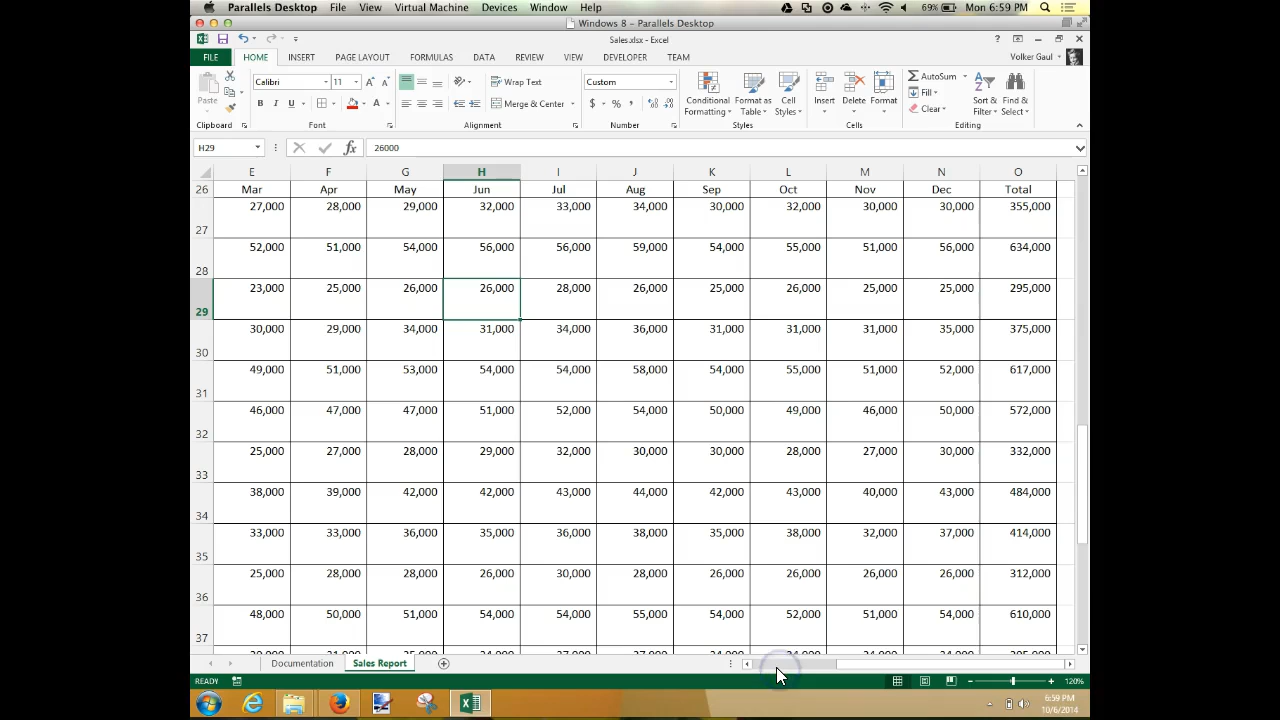 Parallels Desktop File View Virtual Machine Devices Window Help 69% Mon 6:59 PM
Windows 8 – Parallels Desktop
Sales.xlsx - Excel
FILE HOME INSERT PAGE LAYOUT FORMULAS DATA REVIEW VIEW DEVELOPER TEAM Volker Gaul
Calibri 11 Wrap Text Custom AutoSum
Fill
Paste B I U Merge & Center $ % Conditional Formatting Format as Table Cell Styles Insert Delete Format Clear Sort & Filter Find & Select
Clipboard Font Alignment Number Styles Cells Editing
H29 fx 26000
E F G H I J K L M N O
26 Mar Apr May Jun Jul Aug Sep Oct Nov Dec Total
27 27,000 28,000 29,000 32,000 33,000 34,000 30,000 32,000 30,000 30,000 355,000
28 52,000 51,000 54,000 56,000 56,000 59,000 54,000 55,000 51,000 56,000 634,000
29 23,000 25,000 26,000 26,000 28,000 26,000 25,000 26,000 25,000 25,000 295,000
30 30,000 29,000 34,000 31,000 34,000 36,000 31,000 31,000 31,000 35,000 375,000
31 49,000 51,000 53,000 54,000 54,000 58,000 54,000 55,000 51,000 52,000 617,000
32 46,000 47,000 47,000 51,000 52,000 54,000 50,000 49,000 46,000 50,000 572,000
33 25,000 27,000 28,000 29,000 32,000 30,000 30,000 28,000 27,000 30,000 332,000
34 38,000 39,000 42,000 42,000 43,000 44,000 42,000 43,000 40,000 43,000 484,000
35 33,000 33,000 36,000 35,000 36,000 38,000 35,000 38,000 32,000 37,000 414,000
36 25,000 28,000 28,000 26,000 30,000 28,000 26,000 26,000 26,000 26,000 312,000
37 48,000 50,000 51,000 54,000 54,000 55,000 54,000 52,000 51,000 54,000 610,000
Documentation Sales Report
READY 120%
6:59 PM
10/6/2014